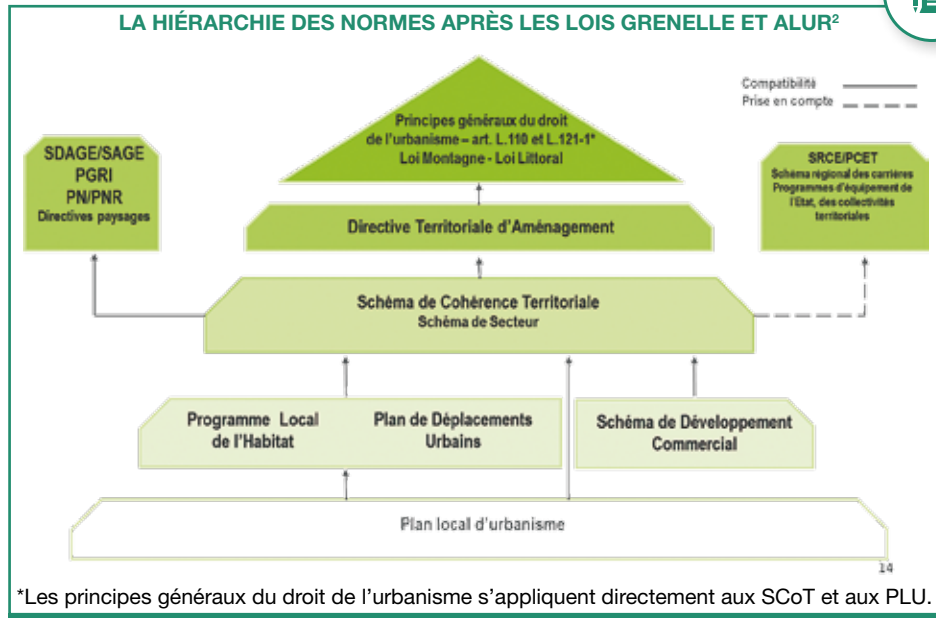 LA HIÉRARCHIE DES NORMES APRÈS LES LOIS GRENELLE ET ALUR²
Compatibilité
Prise en compte
Principes généraux du droit
de l'urbanisme – art. L.110 et L.121-1*
Loi Montagne - Loi Littoral
SDAGE/SAGE
PGRI
PN/PNR
Directives paysages
SRCE/PCET
Schéma régional des carrières
Programmes d'équipement de
l'Etat, des collectivités
territoriales
Directive Territoriale d'Aménagement
Schéma de Cohérence Territoriale
Schéma de Secteur
Programme Local
de l'Habitat
Plan de Déplacements
Urbains
Schéma de Développement
Commercial
Plan local d'urbanisme
14
*Les principes généraux du droit de l'urbanisme s'appliquent directement aux SCoT et aux PLU.